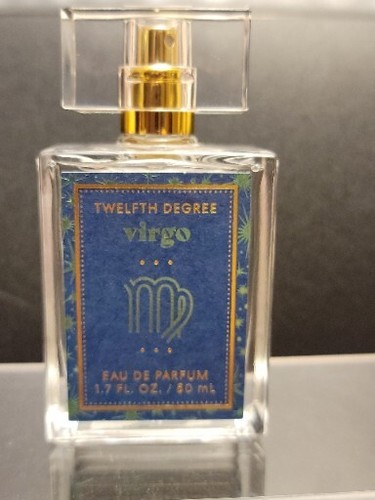 TWELFTH DEGREE
virgo
EAU DE PARFUM
1.7 FL. OZ. / 50 mL